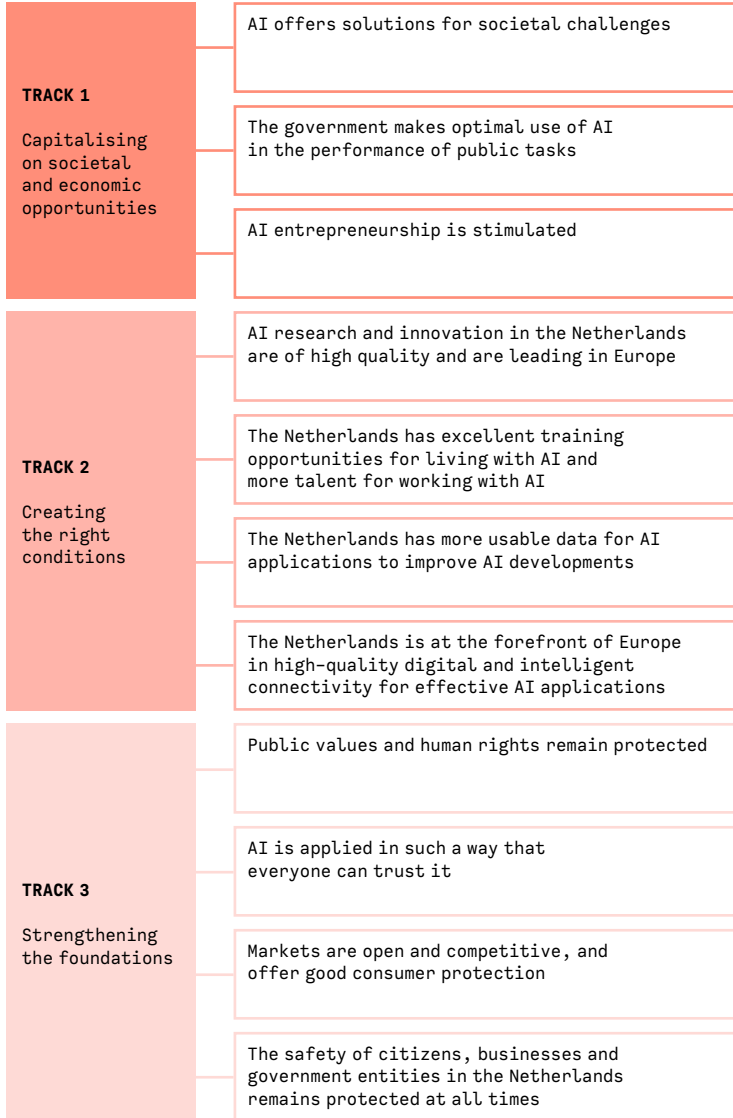 TRACK 1
Capitalising
on societal
and economic
opportunities
AI offers solutions for societal challenges
The government makes optimal use of AI
in the performance of public tasks
AI entrepreneurship is stimulated
TRACK 2
Creating
the right
conditions
AI research and innovation in the Netherlands
are of high quality and are leading in Europe
The Netherlands has excellent training
opportunities for living with AI and
more talent for working with AI
The Netherlands has more usable data for AI
applications to improve AI developments
The Netherlands is at the forefront of Europe
in high-quality digital and intelligent
connectivity for effective AI applications
TRACK 3
Strengthening
the foundations
Public values and human rights remain protected
AI is applied in such a way that
everyone can trust it
Markets are open and competitive, and
offer good consumer protection
The safety of citizens, businesses and
government entities in the Netherlands
remains protected at all times